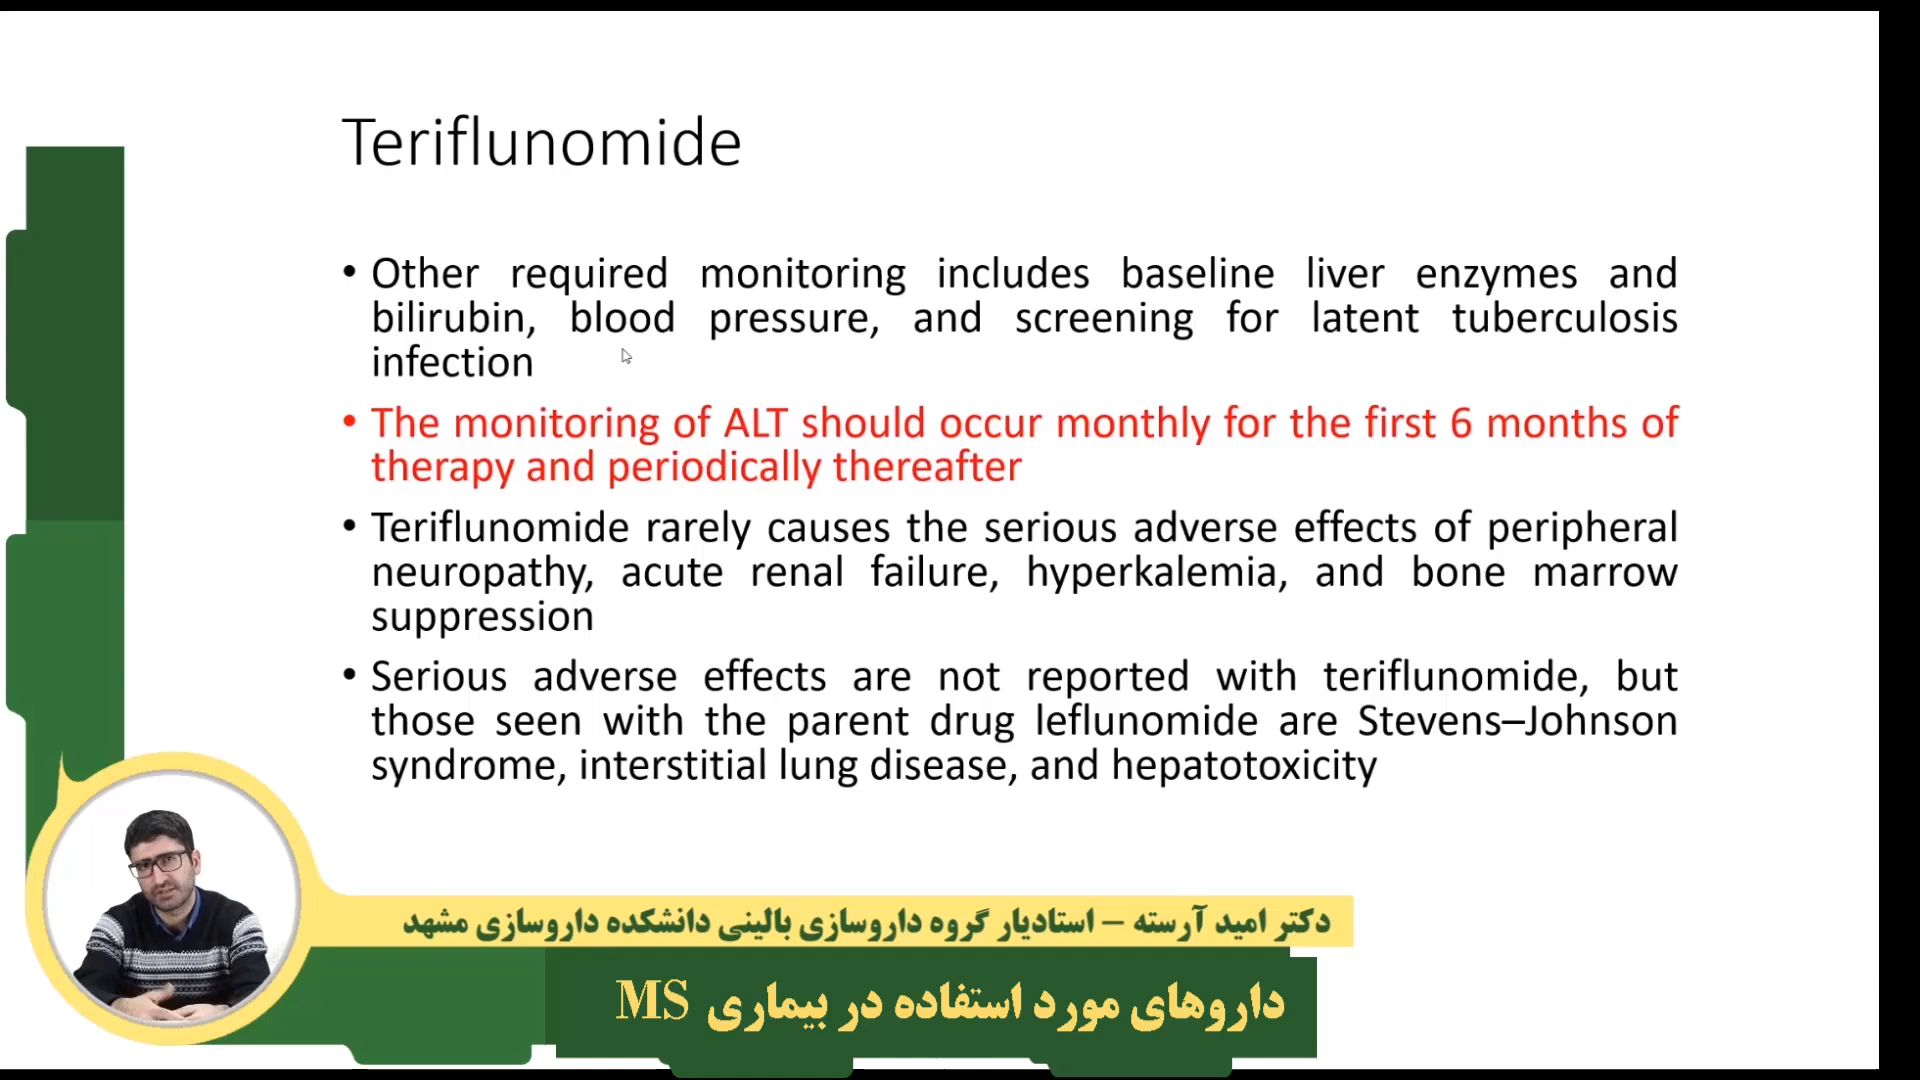 Teriflunomide
• Other required monitoring includes baseline liver enzymes and
bilirubin, blood pressure, and screening for latent tuberculosis
infection
• The monitoring of ALT should occur monthly for the first 6 months of
therapy and periodically thereafter
• Teriflunomide rarely causes the serious adverse effects of peripheral
neuropathy, acute renal failure, hyperkalemia, and bone marrow
suppression
• Serious adverse effects are not reported with teriflunomide, but
those seen with the parent drug leflunomide are Stevens–Johnson
syndrome, interstitial lung disease, and hepatotoxicity
دکتر امید آرسته – استادیار گروه داروسازی بالینی دانشکده داروسازی مشهد
داروهای مورد استفاده در بیماری MS